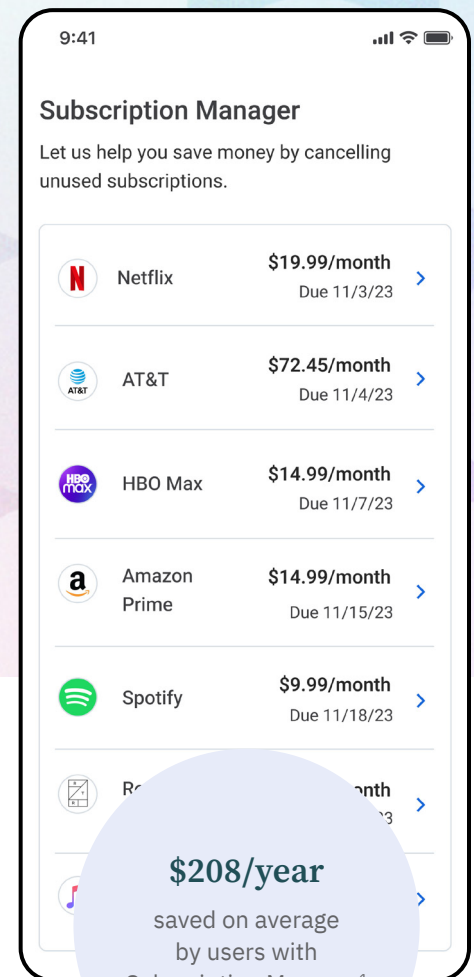 9:41
Subscription Manager
Let us help you save money by cancelling
unused subscriptions.
N
Netflix
$19.99/month
Due 11/3/23
AT&T
AT&T
$72.45/month
Due 11/4/23
HBO
max
HBO Max
$14.99/month
Due 11/7/23
a
Amazon
Prime
$14.99/month
Due 11/15/23
Spotify
$9.99/month
Due 11/18/23
$208/year
saved on average
by users with